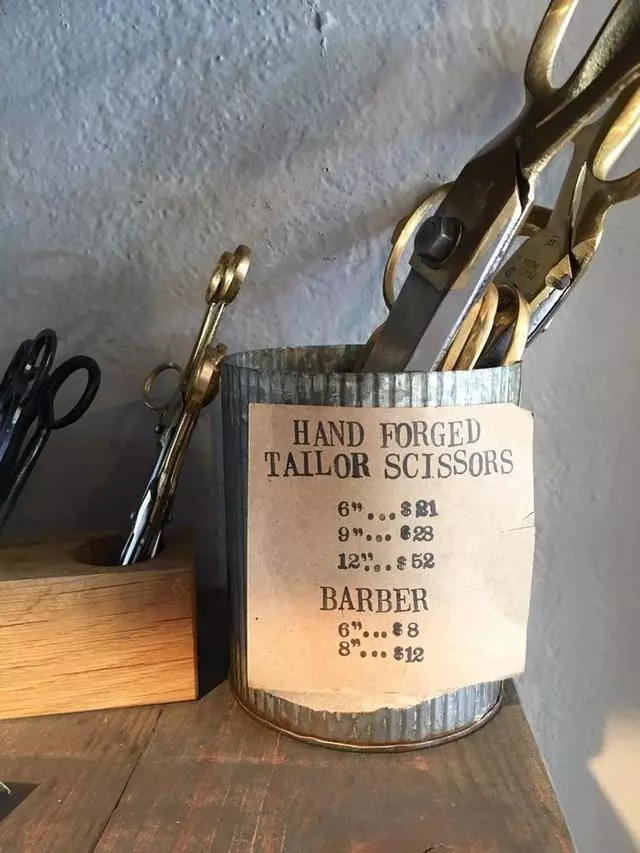 HAND FORGED
TAILOR SCISSORS
6"...$21
9"...$28
12"...$52
BARBER
6"...$8
8"...$12